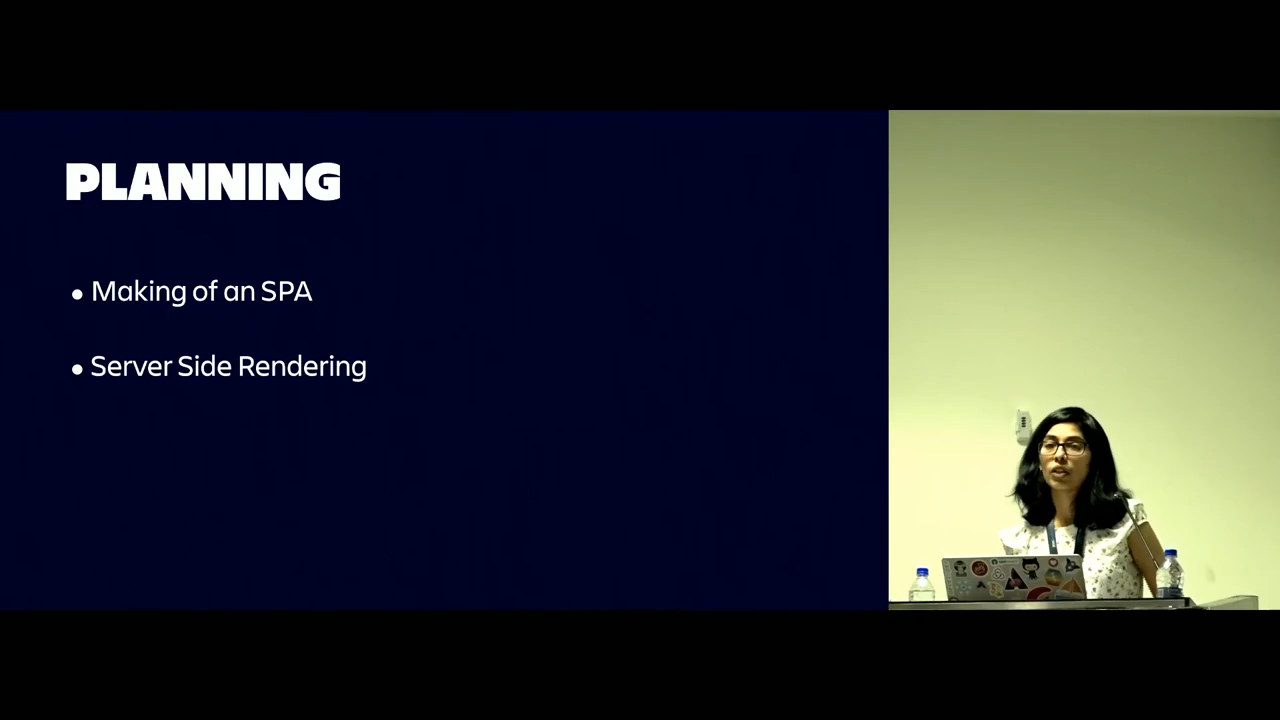 PLANNING
• Making of an SPA
• Server Side Rendering